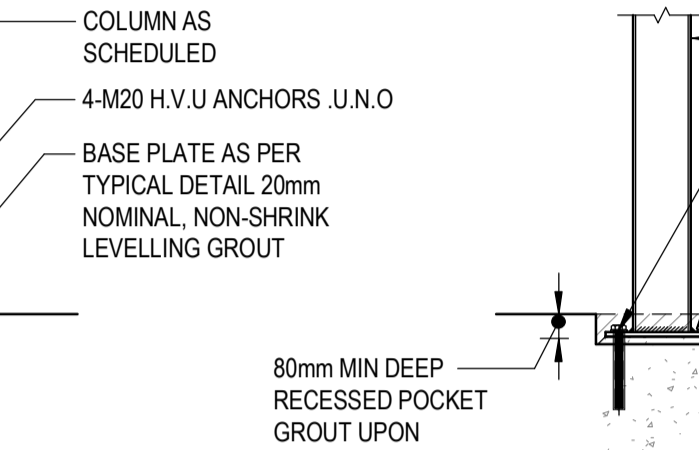 COLUMN AS
SCHEDULED
4-M20 H.V.U ANCHORS .U.N.O
BASE PLATE AS PER
TYPICAL DETAIL 20mm
NOMINAL, NON-SHRINK
LEVELLING GROUT
80mm MIN DEEP
RECESSED POCKET
GROUT UPON